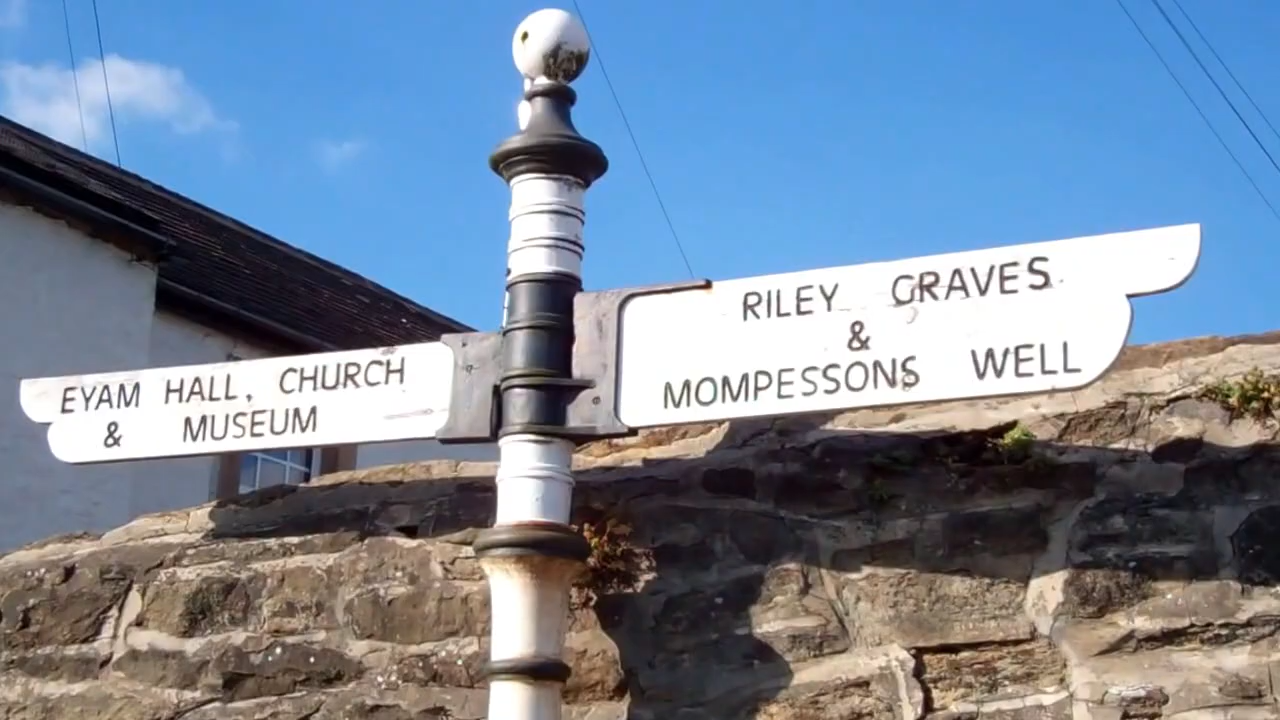 EYAM HALL, CHURCH
& MUSEUM
RILEY GRAVES
&
MOMPESSONS WELL